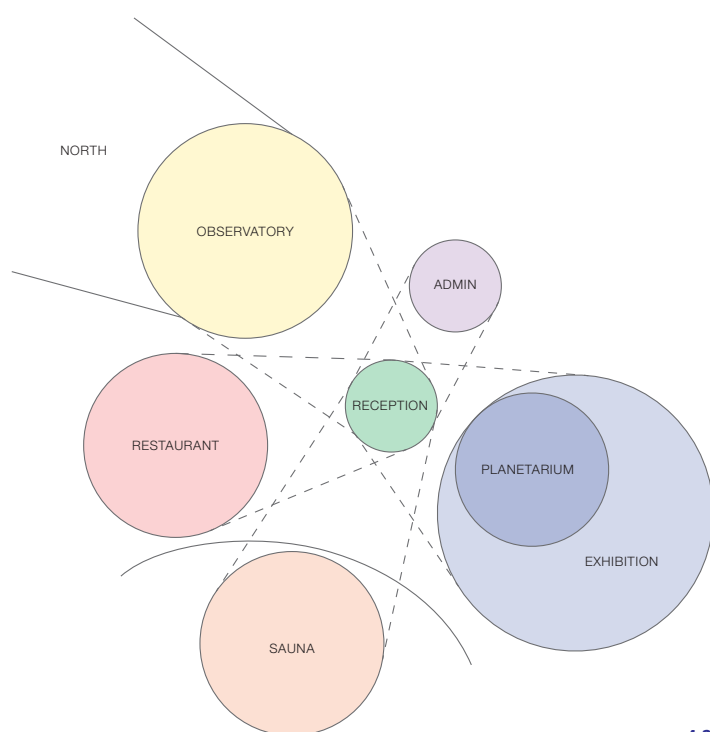 NORTH
OBSERVATORY
ADMIN
RECEPTION
RESTAURANT
PLANETARIUM
EXHIBITION
SAUNA